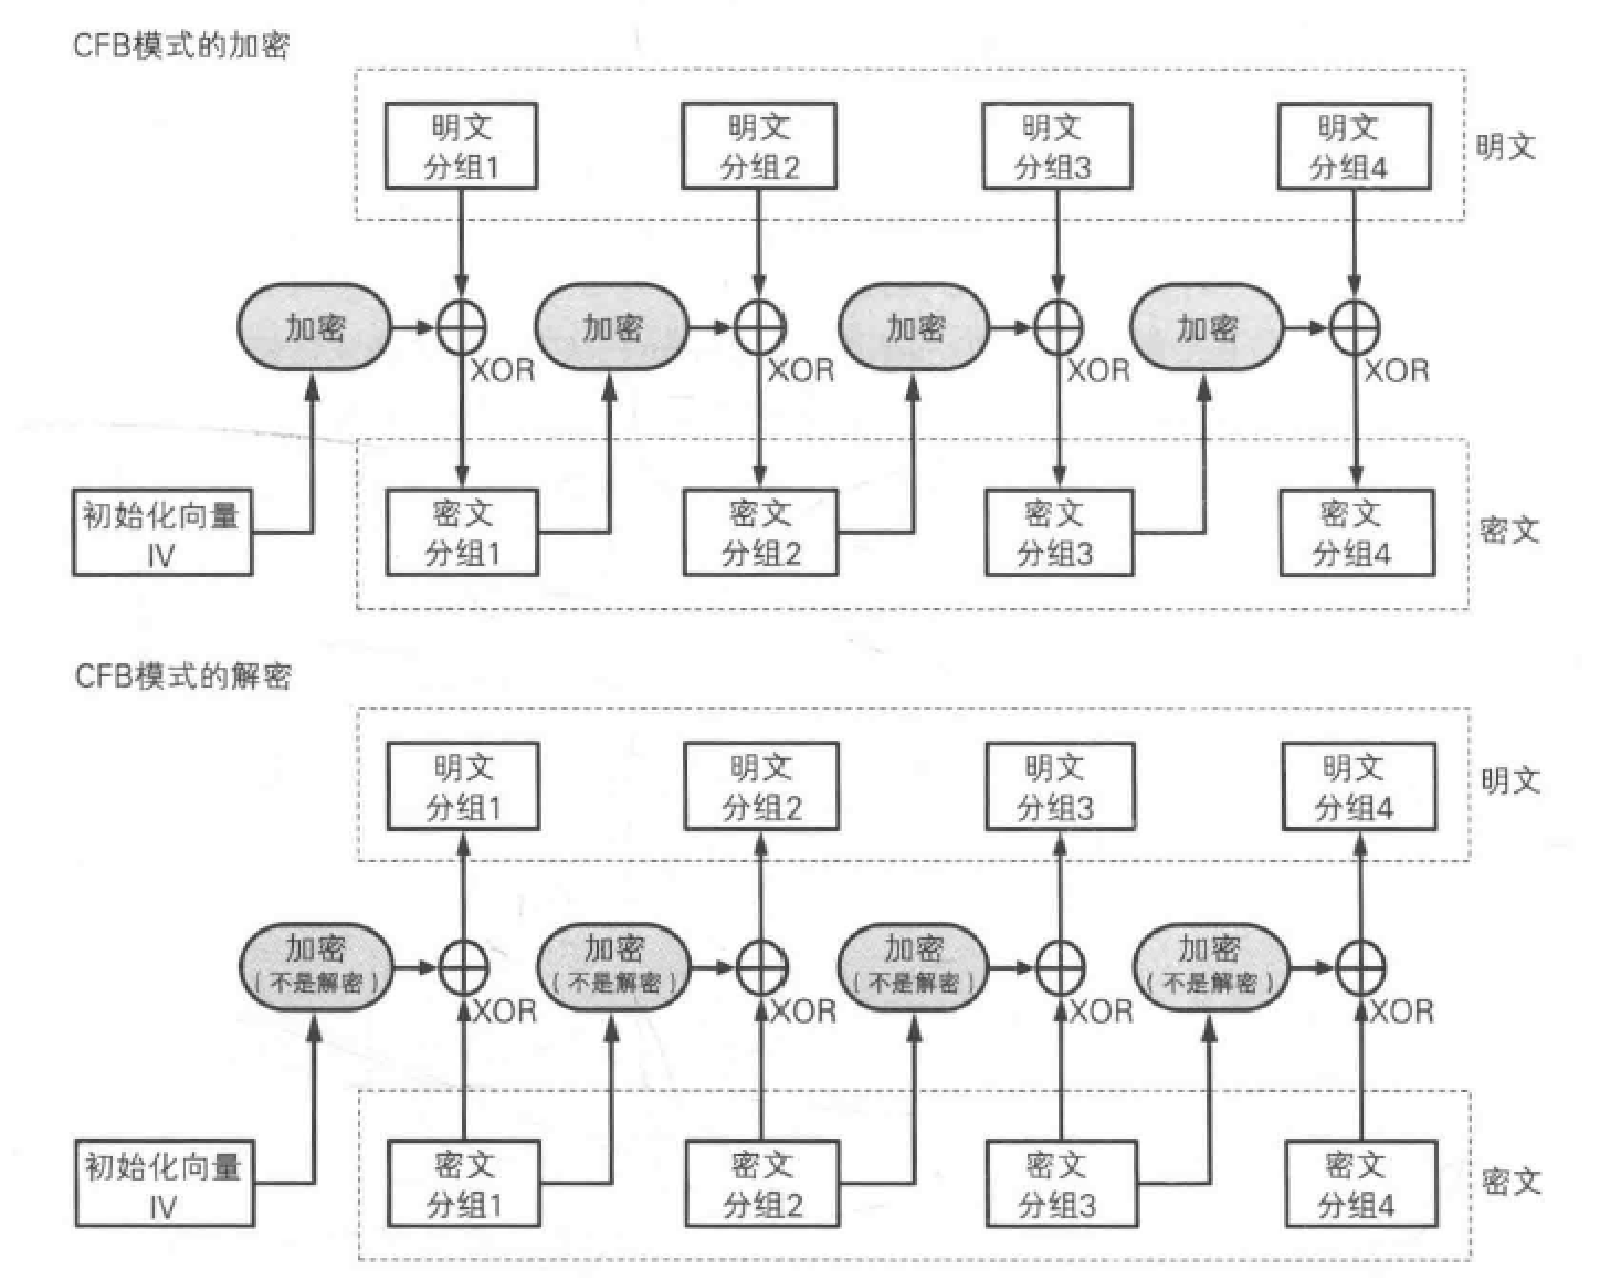 CFB模式的加密
明文
分组1
明文
分组2
明文
分组3
明文
分组4
明文
加密
加密
加密
加密
XOR
XOR
XOR
XOR
初始化向量
IV
密文
分组1
密文
分组2
密文
分组3
密文
分组4
密文
CFB模式的解密
明文
分组1
明文
分组2
明文
分组3
明文
分组4
明文
加密
(不是解密)
加密
(不是解密)
加密
(不是解密)
加密
(不是解密)
XOR
XOR
XOR
XOR
初始化向量
IV
密文
分组1
密文
分组2
密文
分组3
密文
分组4
密文